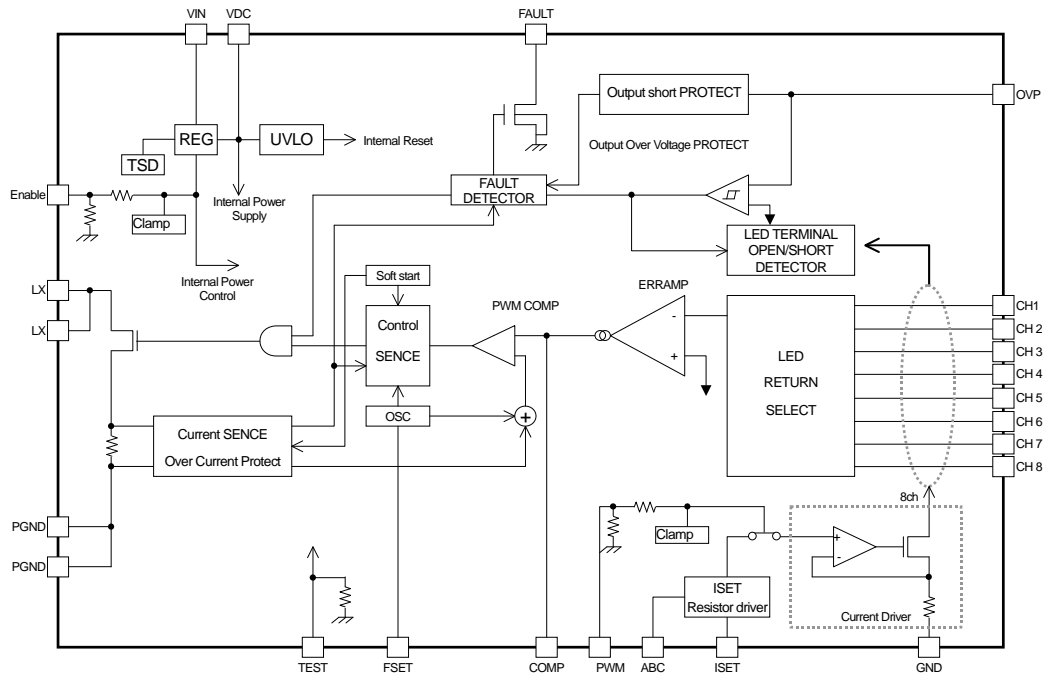 VIN VDC FAULT
Output short PROTECT
OVP
REG UVLO Internal Reset
TSD
Output Over Voltage PROTECT
Enable
Clamp
Internal Power
Supply
FAULT
DETECTOR
LED TERMINAL
OPEN/SHORT
DETECTOR
Internal Power
Control
LX
LX
Soft start
Control
SENCE
PWM COMP
ERRAMP
-
+
LED
RETURN
SELECT
CH1
CH 2
CH 3
CH 4
CH 5
CH 6
CH 7
CH 8
OSC
+
Current SENCE
Over Current Protect
8ch
PGND
PGND
Clamp
+
-
ISET
Resistor driver
Current Driver
TEST FSET COMP PWM ABC ISET GND